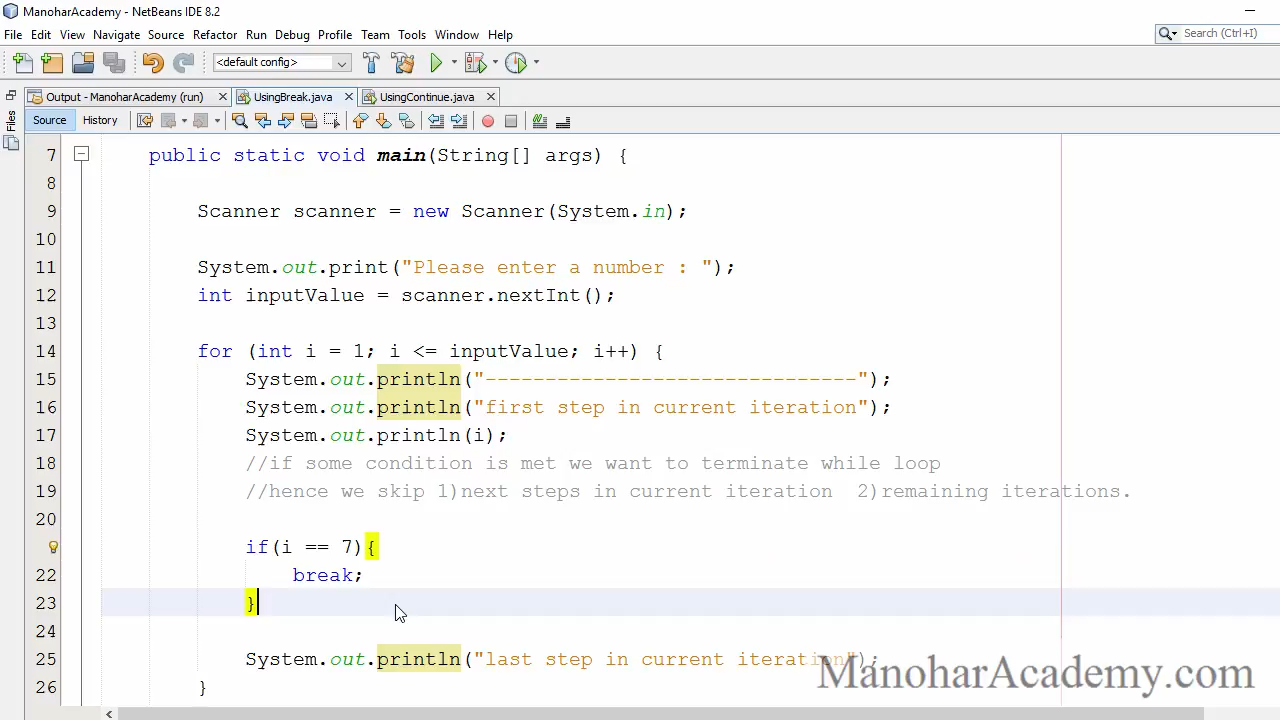 ManoharAcademy - NetBeans IDE 8.2
File Edit View Navigate Source Refactor Run Debug Profile Team Tools Window Help
Search (Ctrl+I)
<default config>
Output - ManoharAcademy (run) UsingBreak.java UsingContinue.java
Files
Source History
7 public static void main(String[] args) {
8
9 Scanner scanner = new Scanner(System.in);
10
11 System.out.print("Please enter a number : ");
12 int inputValue = scanner.nextInt();
13
14 for (int i = 1; i <= inputValue; i++) {
15 System.out.println("-------------------------------");
16 System.out.println("first step in current iteration");
17 System.out.println(i);
18 //if some condition is met we want to terminate while loop
19 //hence we skip 1)next steps in current iteration  2)remaining iterations.
20
if(i == 7){
22 break;
23 }
24
25 System.out.println("last step in current iteration");
26 }
ManoharAcademy.com